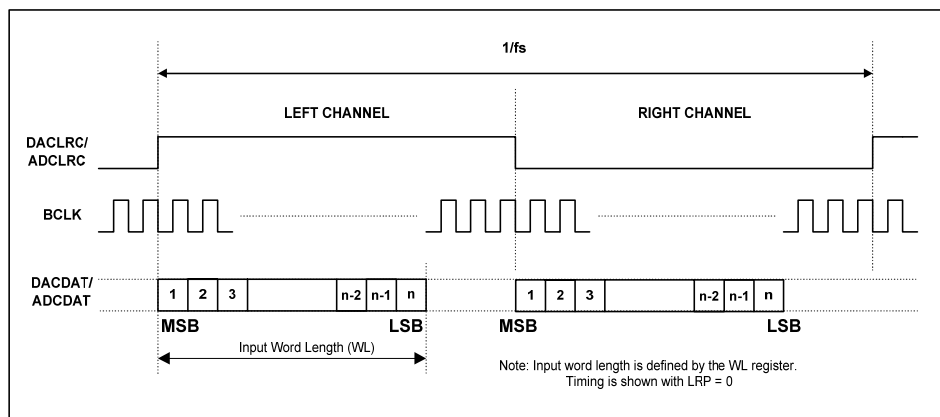 1/fs
LEFT CHANNEL
RIGHT CHANNEL
DACLRC/
ADCLRC
BCLK
DACDAT/
ADCDAT
1 2 3 n-2 n-1 n
1 2 3 n-2 n-1 n
MSB
LSB
MSB
LSB
Input Word Length (WL)
Note: Input word length is defined by the WL register.
Timing is shown with LRP = 0